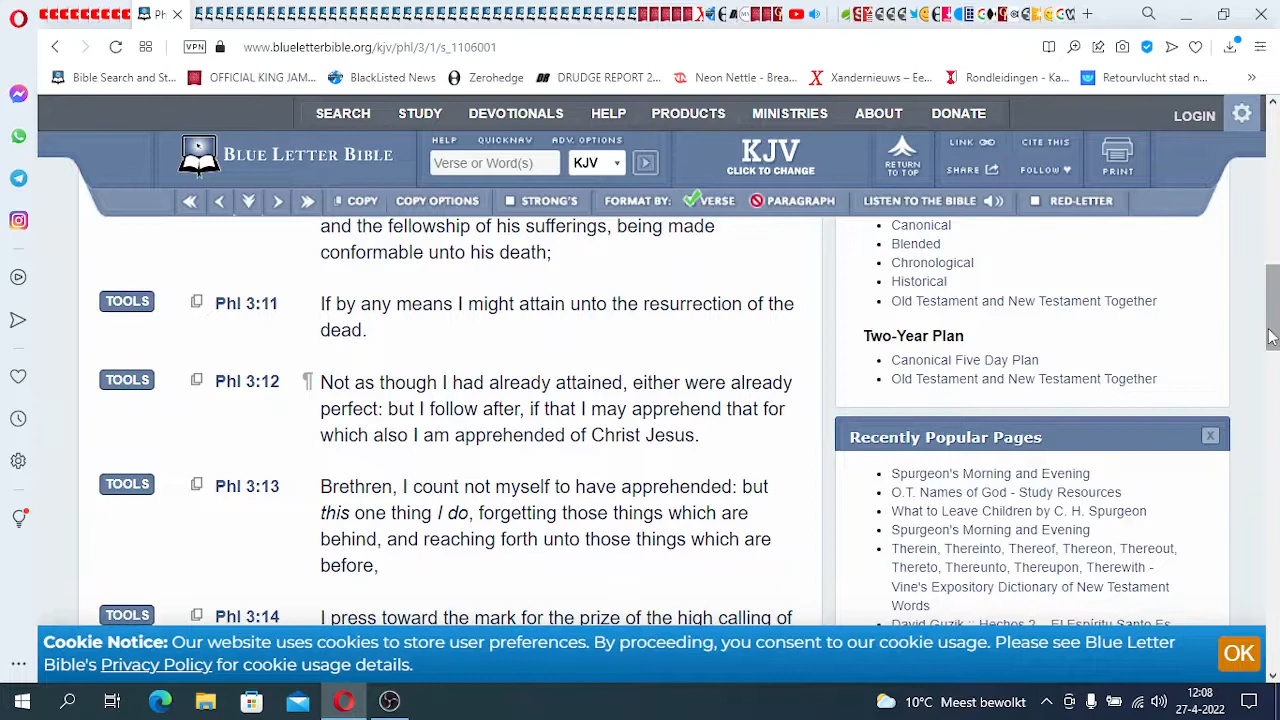 Ph
www.blueletterbible.org/kjv/phl/3/1/s_1106001
VPN
Bible Search and St...
OFFICIAL KING JAM...
BlackListed News
Zerohedge
DRUDGE REPORT 2...
Neon Nettle - Brea...
Xandernieuws – Ee...
Rondleidingen - Ka...
Retourvlucht stad n...
SEARCH STUDY DEVOTIONALS HELP PRODUCTS MINISTRIES ABOUT DONATE LOGIN
BLUE LETTER BIBLE
HELP QUICKNAV ADV. OPTIONS
Verse or Word(s) KJV
KJV
CLICK TO CHANGE
RETURN
TO TOP
LINK CITE THIS
SHARE FOLLOW
PRINT
COPY COPY OPTIONS STRONG'S FORMAT BY: VERSE PARAGRAPH LISTEN TO THE BIBLE RED-LETTER
and the fellowship of his sufferings, being made
conformable unto his death;
TOOLS Phl 3:11 If by any means I might attain unto the resurrection of the
dead.
TOOLS Phl 3:12 ¶ Not as though I had already attained, either were already
perfect: but I follow after, if that I may apprehend that for
which also I am apprehended of Christ Jesus.
TOOLS Phl 3:13 Brethren, I count not myself to have apprehended: but
this one thing I do, forgetting those things which are
behind, and reaching forth unto those things which are
before,
TOOLS Phl 3:14 I press toward the mark for the prize of the high calling of
Canonical
Blended
Chronological
Historical
Old Testament and New Testament Together
Two-Year Plan
Canonical Five Day Plan
Old Testament and New Testament Together
Recently Popular Pages X
Spurgeon's Morning and Evening
O.T. Names of God - Study Resources
What to Leave Children by C. H. Spurgeon
Spurgeon's Morning and Evening
Therein, Thereinto, Thereof, Thereon, Thereout,
Thereto, Thereunto, Thereupon, Therewith -
Vine's Expository Dictionary of New Testament
Words
David Guzik :: Hechos 2
Cookie Notice: Our website uses cookies to store user preferences. By proceeding, you consent to our cookie usage. Please see Blue Letter
Bible's Privacy Policy for cookie usage details.
OK
10°C Meest bewolkt
12:08
27-4-2022